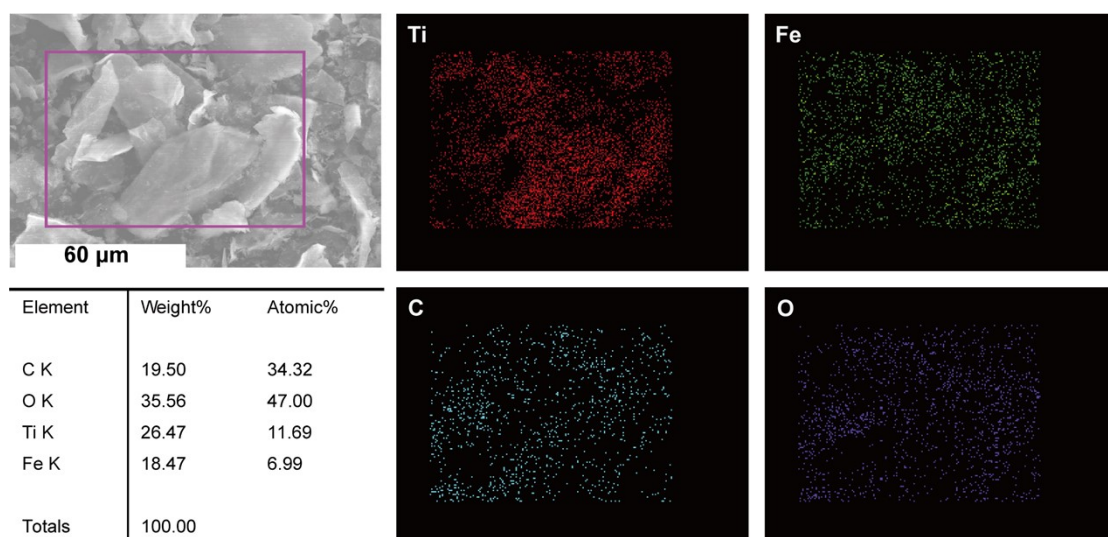 60 µm
Ti
Fe
Element Weight% Atomic%
C K 19.50 34.32
O K 35.56 47.00
Ti K 26.47 11.69
Fe K 18.47 6.99
Totals 100.00
C
O